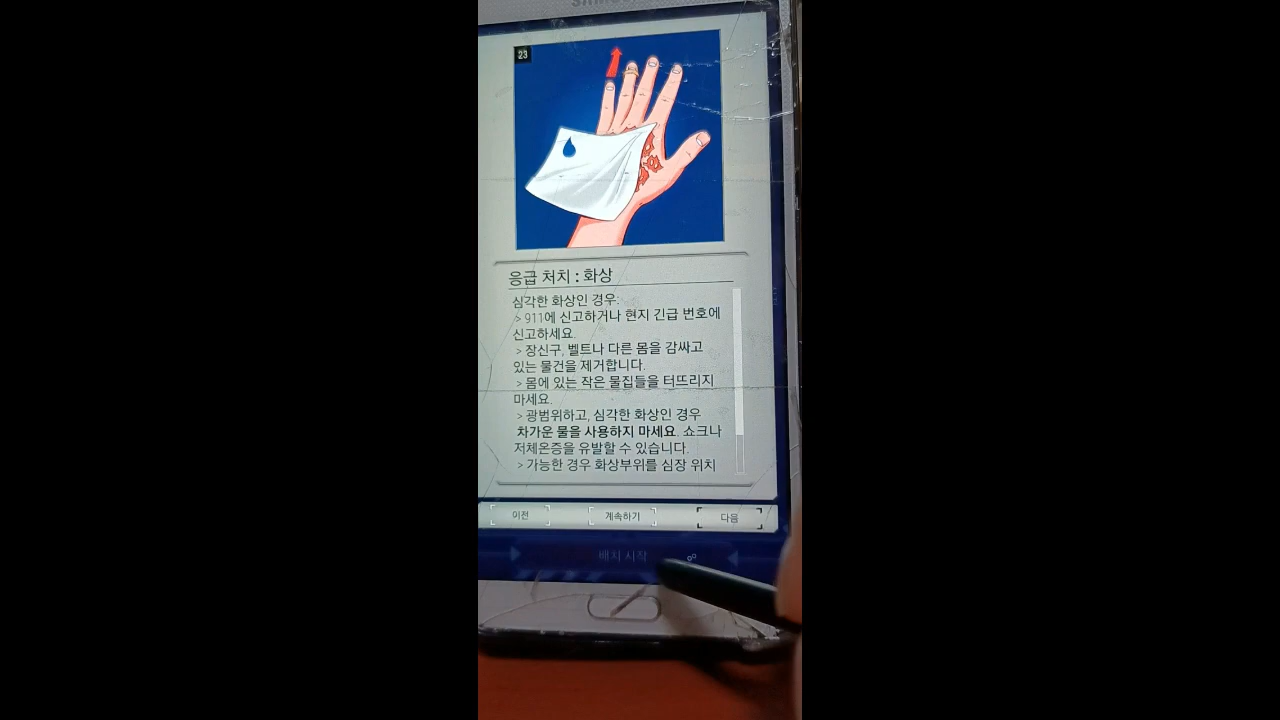 23
응급 처치 : 화상
심각한 화상인 경우:
> 911에 신고하거나 현지 긴급 번호에
신고하세요.
> 장신구, 벨트나 다른 몸을 감싸고
있는 물건을 제거합니다.
> 몸에 있는 작은 물집들을 터뜨리지
마세요.
> 광범위하고, 심각한 화상인 경우
차가운 물을 사용하지 마세요. 쇼크나
저체온증을 유발할 수 있습니다.
> 가능한 경우 화상부위를 심장 위치
이전 계속하기 다음
배치 시작